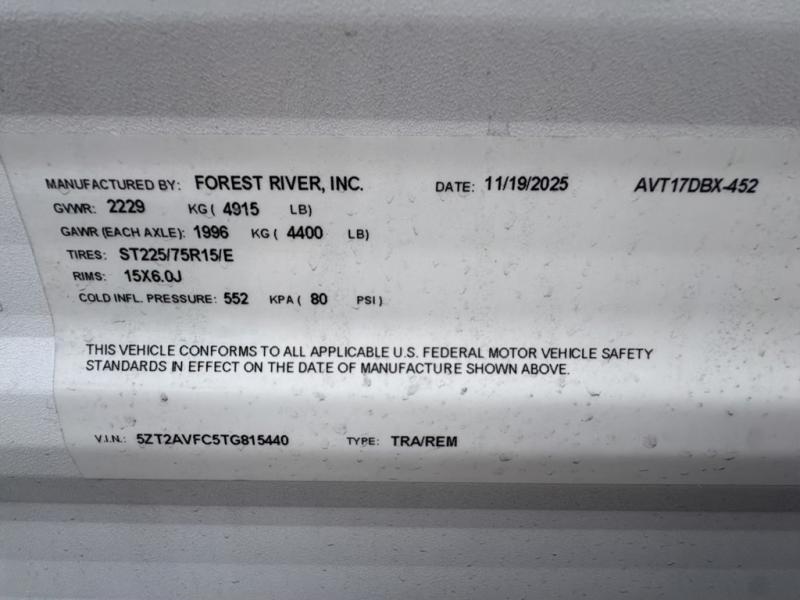 MANUFACTURED BY: FOREST RIVER, INC. DATE: 11/19/2025 AVT17DBX-452
GVWR: 2229 KG ( 4915 LB)
GAWR (EACH AXLE): 1996 KG ( 4400 LB)
TIRES: ST225/75R15/E
RIMS: 15X6.0J
COLD INFL. PRESSURE: 552 KPA ( 80 PSI )
THIS VEHICLE CONFORMS TO ALL APPLICABLE U.S. FEDERAL MOTOR VEHICLE SAFETY
STANDARDS IN EFFECT ON THE DATE OF MANUFACTURE SHOWN ABOVE.
V.I.N.: 5ZT2AVFC5TG815440 TYPE: TRA/REM